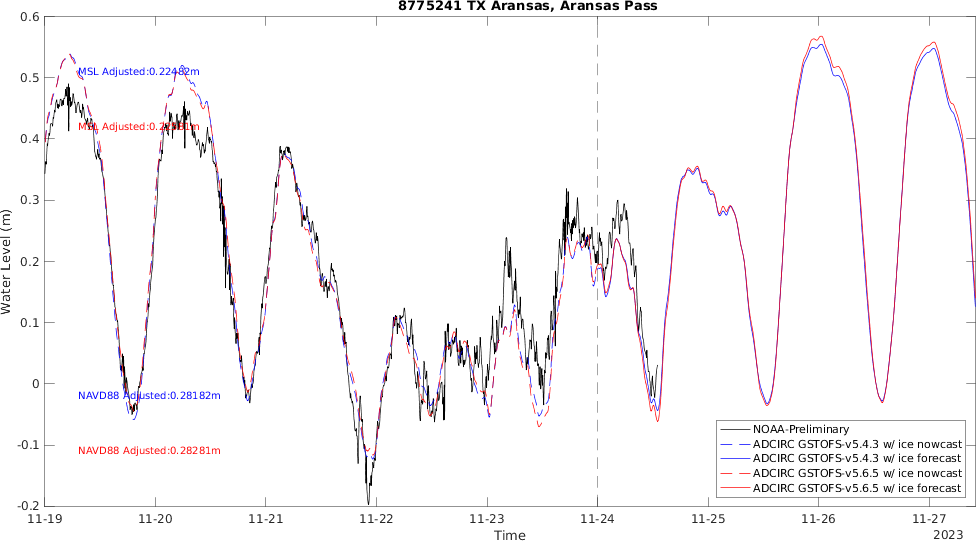 8775241 TX Aransas, Aransas Pass
0.6
0.5
0.4
0.3
0.2
0.1
0
-0.1
-0.2
Water Level (m)
MSL Adjusted:0.22482m
MSL
NAVD88 Adjusted:0.28182m
NAVD88 Adjusted:0.28281m
NOAA-Preliminary
ADCIRC GSTOFS-v5.4.3 w/ ice nowcast
ADCIRC GSTOFS-v5.4.3 w/ ice forecast
ADCIRC GSTOFS-v5.6.5 w/ ice nowcast
ADCIRC GSTOFS-v5.6.5 w/ ice forecast
11-19 11-20 11-21 11-22 11-23 11-24 11-25 11-26 11-27
Time
2023